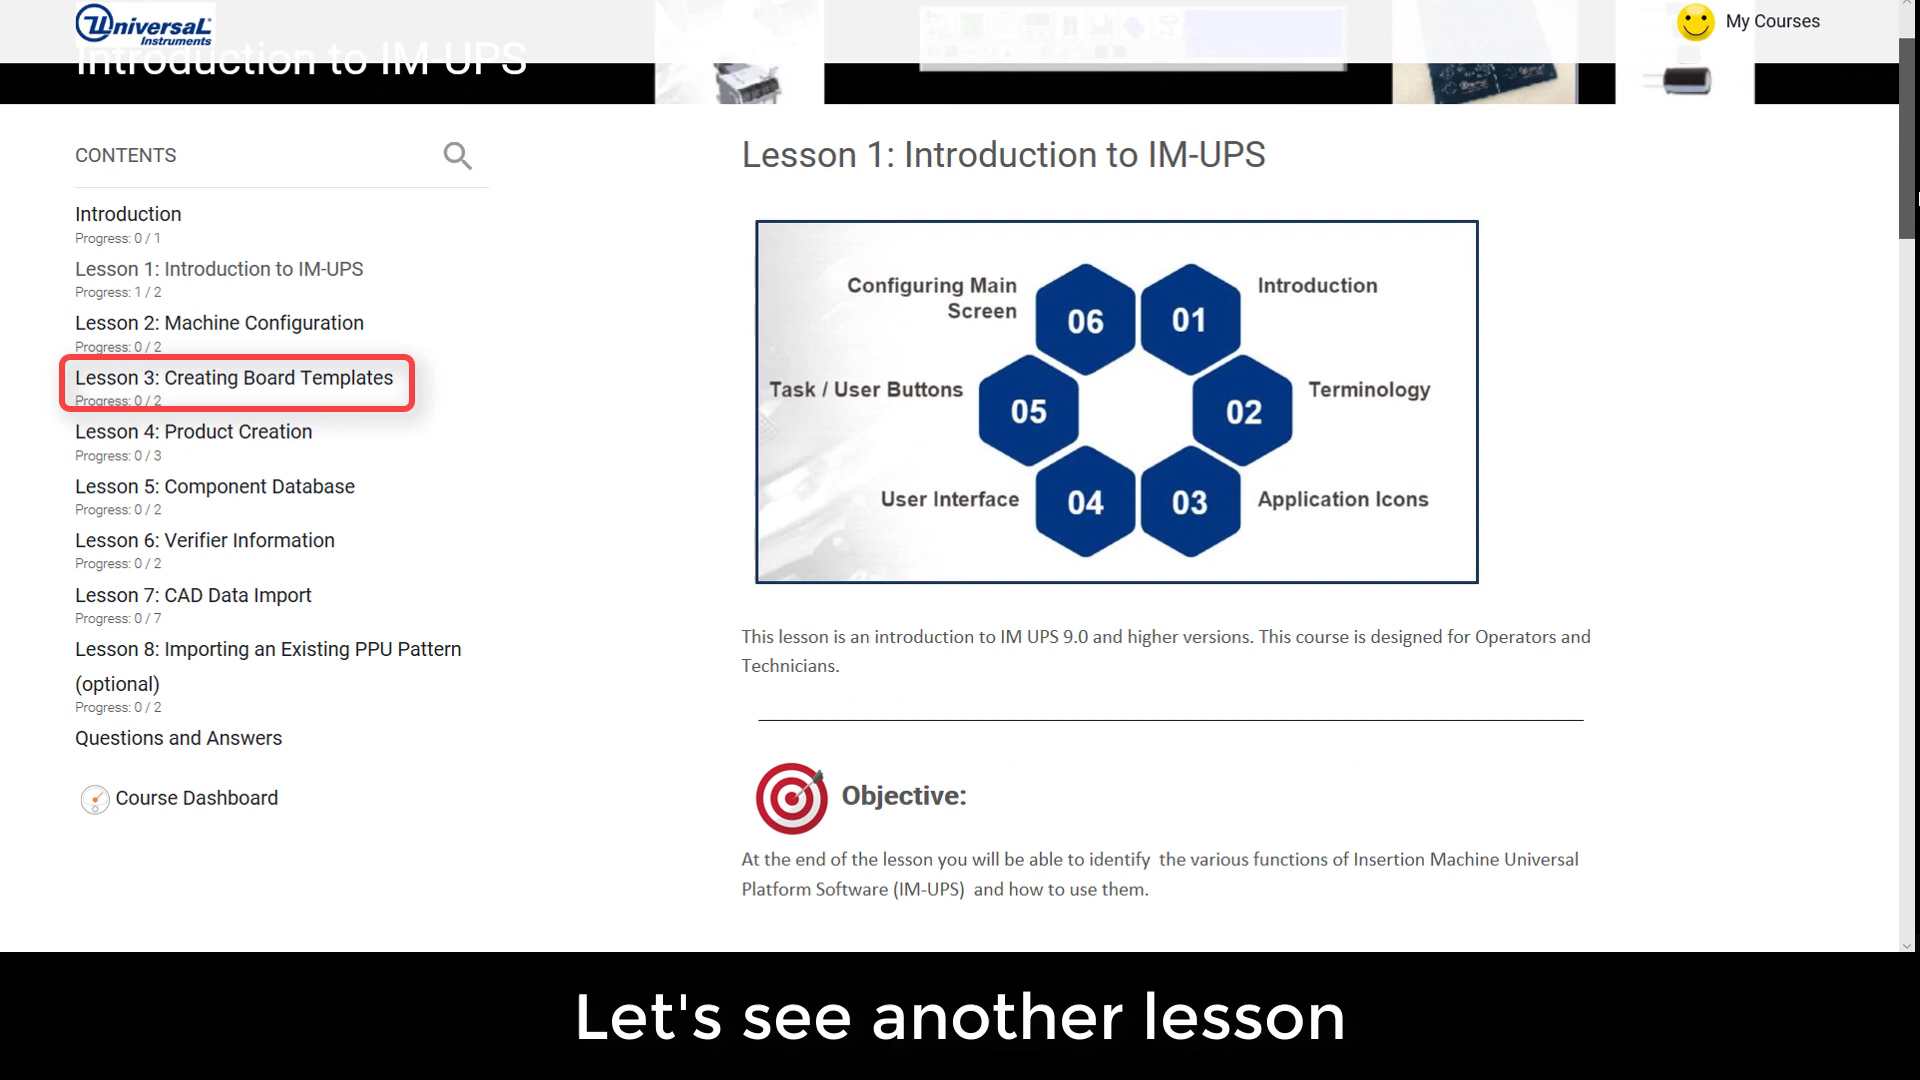 Universal
Instruments
My Courses
Introduction to IM-UPS
CONTENTS
Introduction
Progress: 0 / 1
Lesson 1: Introduction to IM-UPS
Progress: 1 / 2
Lesson 2: Machine Configuration
Progress: 0 / 2
Lesson 3: Creating Board Templates
Progress: 0 / 2
Lesson 4: Product Creation
Progress: 0 / 3
Lesson 5: Component Database
Progress: 0 / 2
Lesson 6: Verifier Information
Progress: 0 / 2
Lesson 7: CAD Data Import
Progress: 0 / 7
Lesson 8: Importing an Existing PPU Pattern
(optional)
Progress: 0 / 2
Questions and Answers
Course Dashboard
Lesson 1: Introduction to IM-UPS
Configuring Main
Screen
06
01
Introduction
Task / User Buttons
05
02
Terminology
User Interface
04
03
Application Icons
This lesson is an introduction to IM UPS 9.0 and higher versions. This course is designed for Operators and
Technicians.
Objective:
At the end of the lesson you will be able to identify the various functions of Insertion Machine Universal
Platform Software (IM-UPS) and how to use them.
Let's see another lesson